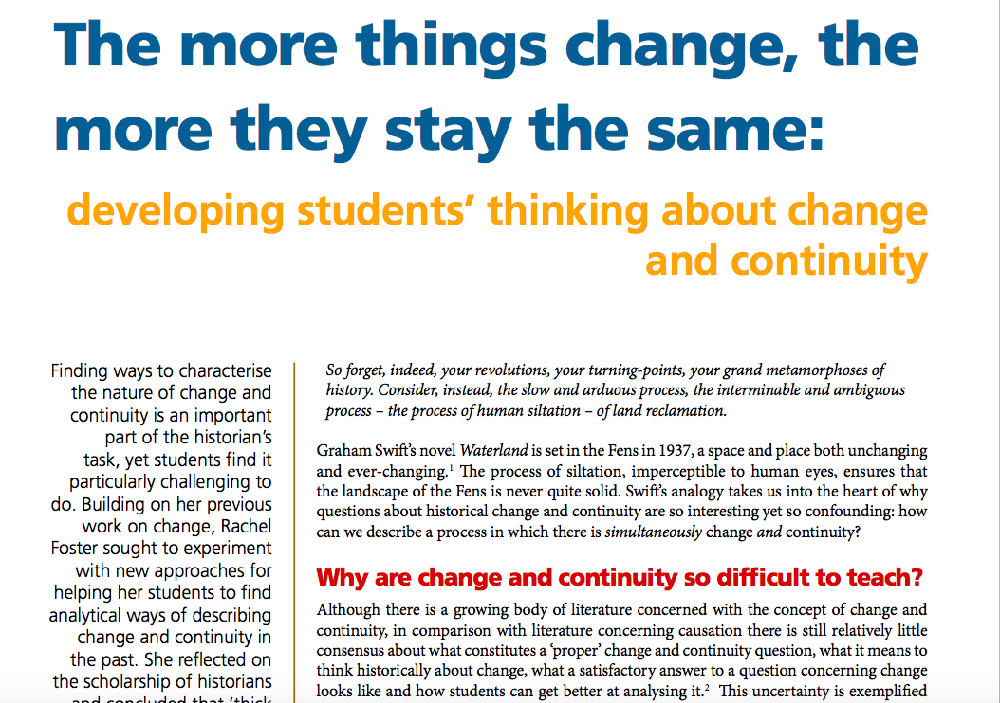 The more things change, the
more they stay the same:
developing students’ thinking about change
and continuity
Finding ways to characterise
the nature of change and
continuity is an important
part of the historian’s
task, yet students find it
particularly challenging to
do. Building on her previous
work on change, Rachel
Foster sought to experiment
with new approaches for
helping her students to find
analytical ways of describing
change and continuity in
the past. She reflected on
the scholarship of historians
and concluded that ‘thick
So forget, indeed, your revolutions, your turning-points, your grand metamorphoses of
history. Consider, instead, the slow and arduous process, the interminable and ambiguous
process – the process of human siltation – of land reclamation.
Graham Swift’s novel Waterland is set in the Fens in 1937, a space and place both unchanging
and ever-changing.¹ The process of siltation, imperceptible to human eyes, ensures that
the landscape of the Fens is never quite solid. Swift’s analogy takes us into the heart of why
questions about historical change and continuity are so interesting yet so confounding: how
can we describe a process in which there is simultaneously change and continuity?
Why are change and continuity so difficult to teach?
Although there is a growing body of literature concerned with the concept of change and
continuity, in comparison with literature concerning causation there is still relatively little
consensus about what constitutes a ‘proper’ change and continuity question, what it means to
think historically about change, what a satisfactory answer to a question concerning change
looks like and how students can get better at analysing it.² This uncertainty is exemplified